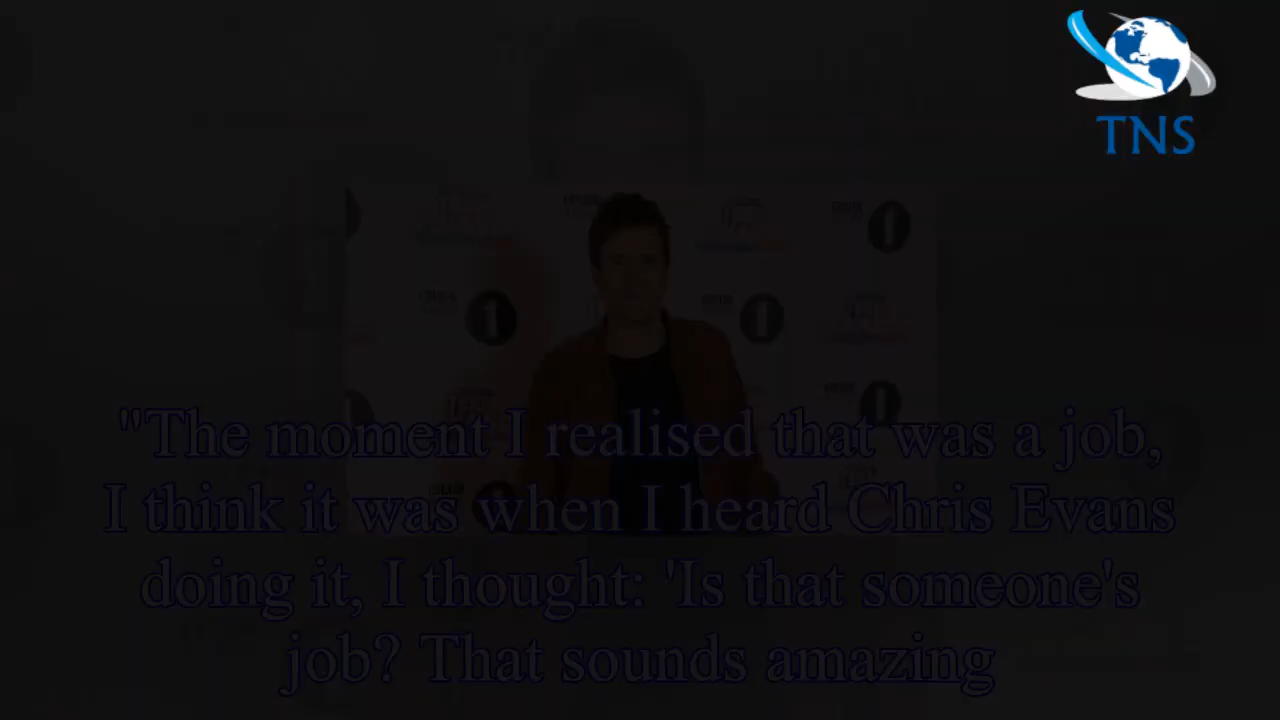 TNS
"The moment I realised that was a job,
I think it was when I heard Chris Evans
doing it, I thought: 'Is that someone's
job? That sounds amazing